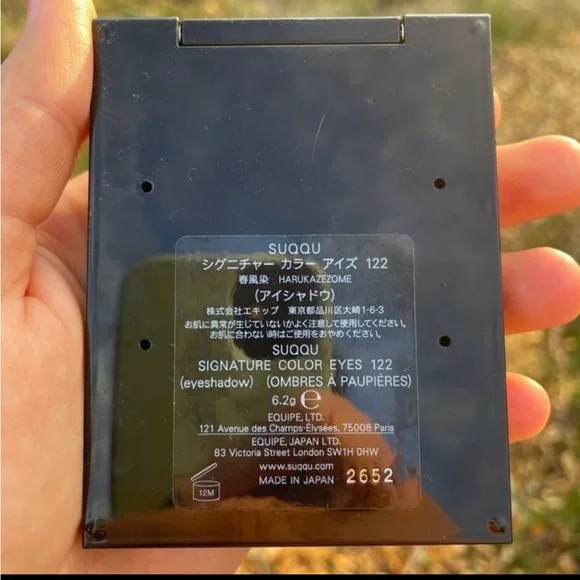 SUQQU
シグニチャー カラー アイズ 122
春風染 HARUKAZEZOME
(アイシャドウ)
株式会社エキップ 東京都品川区大崎1-6-3
お肌に異常が生じていないかよく注意して使用してください。
お肌に合わない時はご使用をおやめください。
SUQQU
SIGNATURE COLOR EYES 122
(eyeshadow) (OMBRES À PAUPIÈRES)
6.2g ℮
EQUIPE, LTD.
121 Avenue des Champs-Élysées, 75008 Paris
EQUIPE, JAPAN LTD.
83 Victoria Street London SW1H 0HW
www.suqqu.com
MADE IN JAPAN 2652
12M